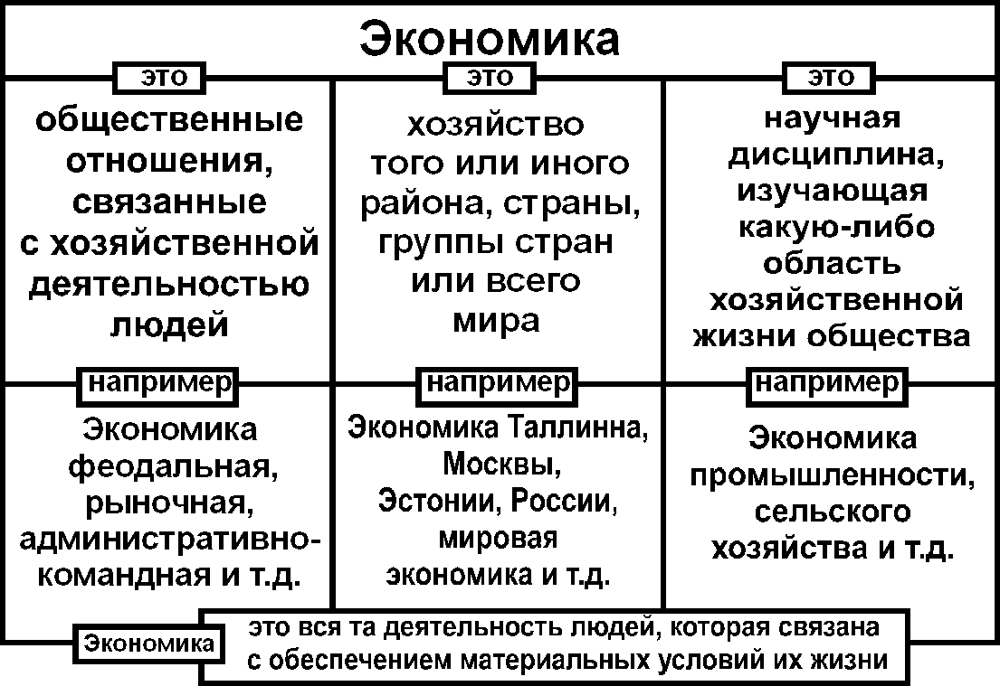 Экономика
это
общественные
отношения,
связанные
с хозяйственной
деятельностью
людей
например
Экономика
феодальная,
рыночная,
административно-
командная и т.д.
это
хозяйство
того или иного
района, страны,
группы стран
или всего
мира
например
Экономика Таллинна,
Москвы,
Эстонии, России,
мировая
экономика и т.д.
это
научная
дисциплина,
изучающая
какую-либо
область
хозяйственной
жизни общества
например
Экономика
промышленности,
сельского
хозяйства и т.д.
Экономика
это вся та деятельность людей, которая связана
с обеспечением материальных условий их жизни